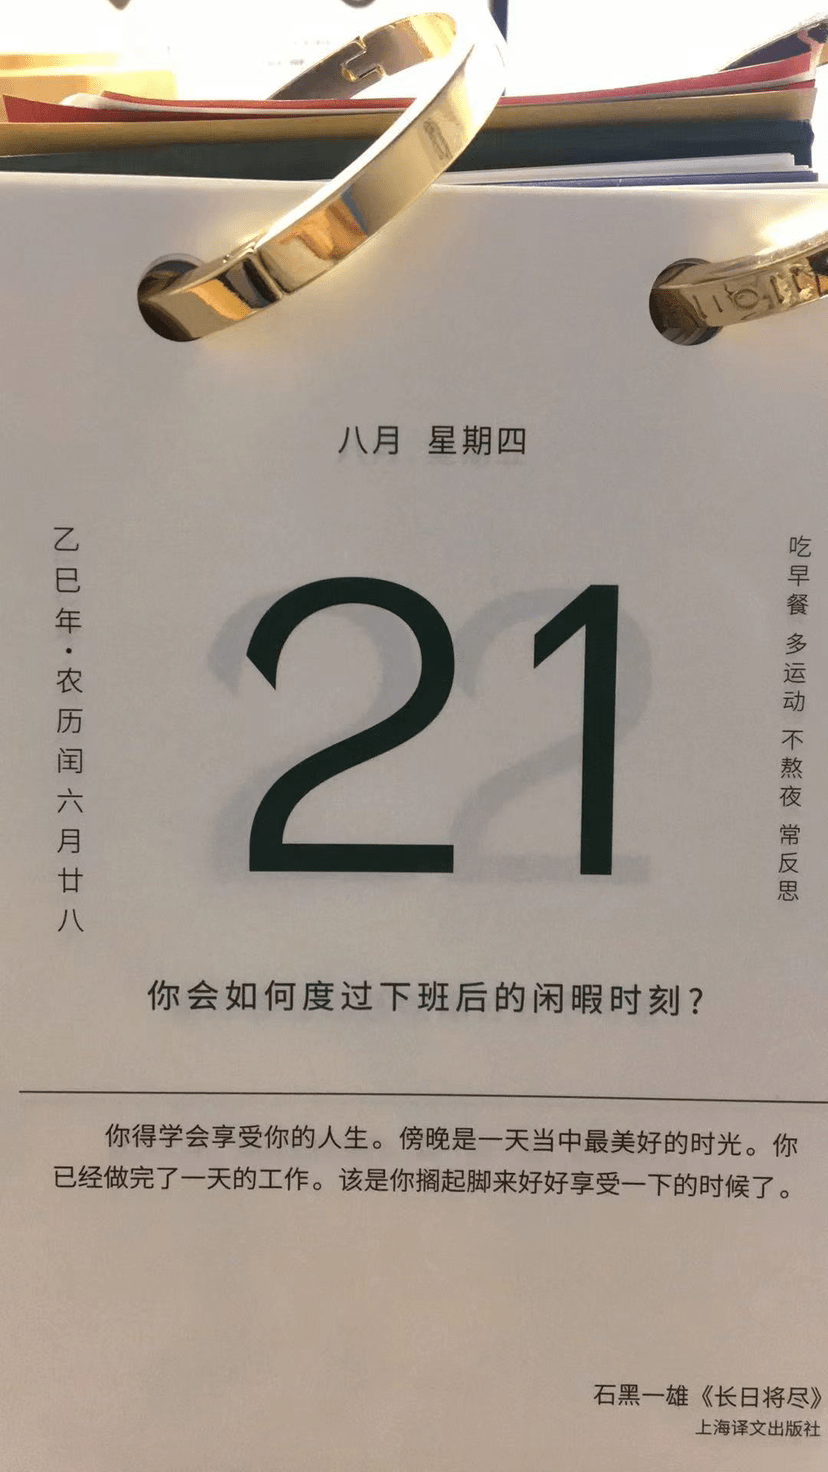 八月 星期四
乙巳年·农历闰六月廿八
21
吃早餐 多运动 不熬夜 常反思
你会如何度过下班后的闲暇时刻?
你得学会享受你的人生。傍晚是一天当中最美好的时光。你
已经做完了一天的工作。该是你搁起脚来好好享受一下的时候了。
石黑一雄《长日将尽》
上海译文出版社